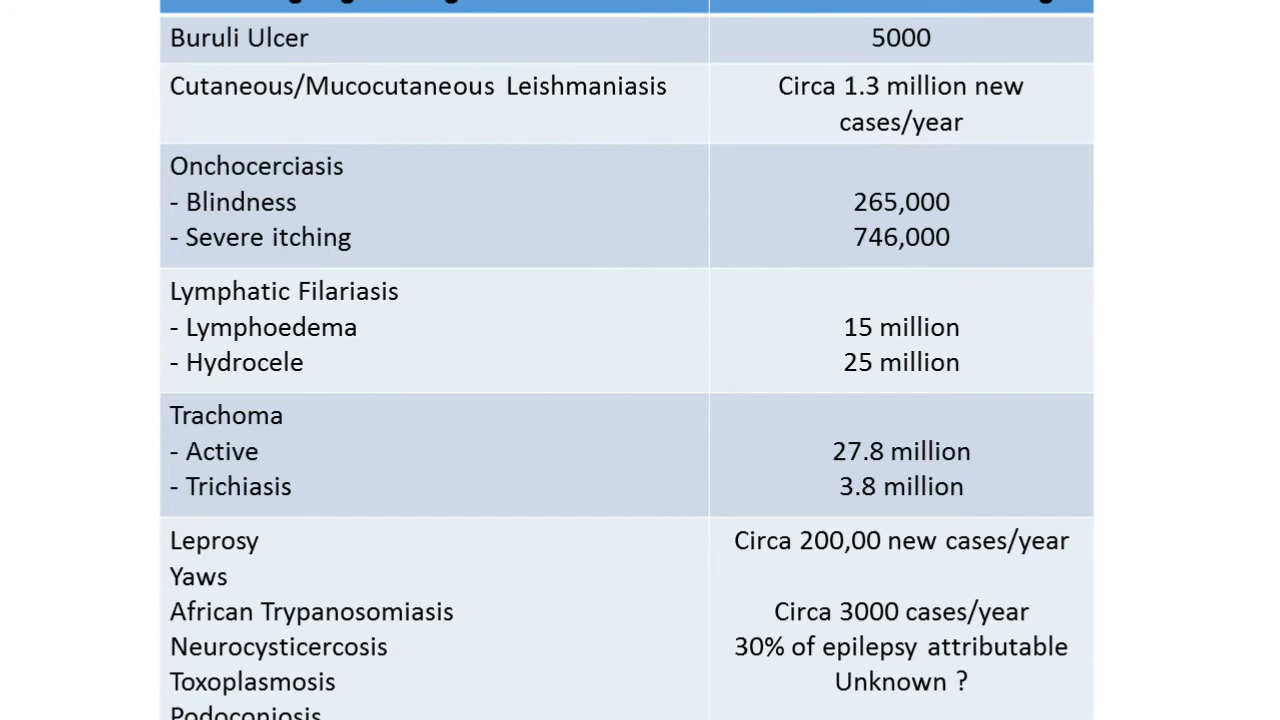 Buruli Ulcer 5000
Cutaneous/Mucocutaneous Leishmaniasis Circa 1.3 million new
cases/year
Onchocerciasis
- Blindness 265,000
- Severe itching 746,000
Lymphatic Filariasis
- Lymphoedema 15 million
- Hydrocele 25 million
Trachoma
- Active 27.8 million
- Trichiasis 3.8 million
Leprosy Circa 200,00 new cases/year
Yaws
African Trypanosomiasis Circa 3000 cases/year
Neurocysticercosis 30% of epilepsy attributable
Toxoplasmosis Unknown ?
Podoconiosis